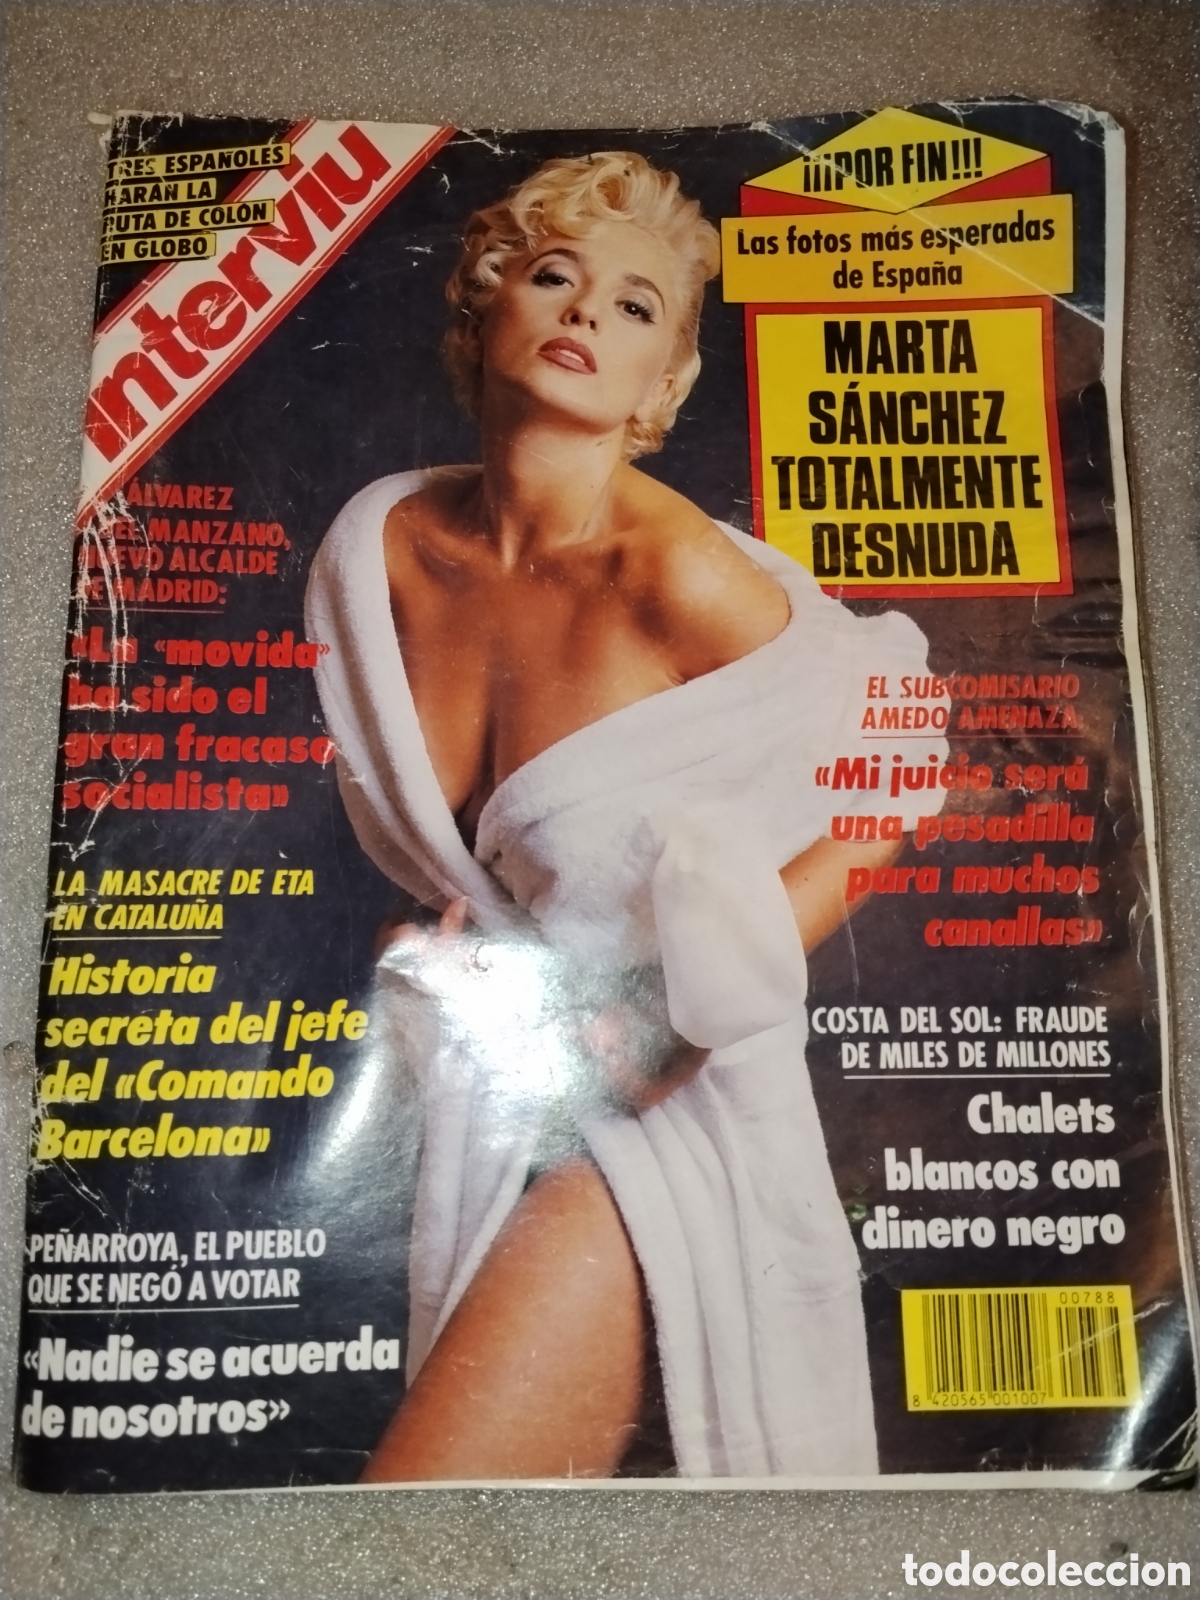 TRES ESPAÑOLES
HARÁN LA
RUTA DE COLÓN
EN GLOBO
interviu
¡¡¡POR FIN!!!
Las fotos más esperadas
de España
MARTA
SÁNCHEZ
TOTALMENTE
DESNUDA
ÁLVAREZ
DEL MANZANO,
NUEVO ALCALDE
DE MADRID:
«La «movida»
ha sido el
gran fracaso
socialista»
LA MASACRE DE ETA
EN CATALUÑA
Historia
secreta del jefe
del «Comando
Barcelona»
PEÑARROYA, EL PUEBLO
QUE SE NEGÓ A VOTAR
«Nadie se acuerda
de nosotros»
EL SUBCOMISARIO
AMEDO AMENAZA:
«Mi juicio será
una pesadilla
para muchos
canallas»
COSTA DEL SOL: FRAUDE
DE MILES DE MILLONES
Chalets
blancos con
dinero negro
00788
8 420565 001007
todocoleccion